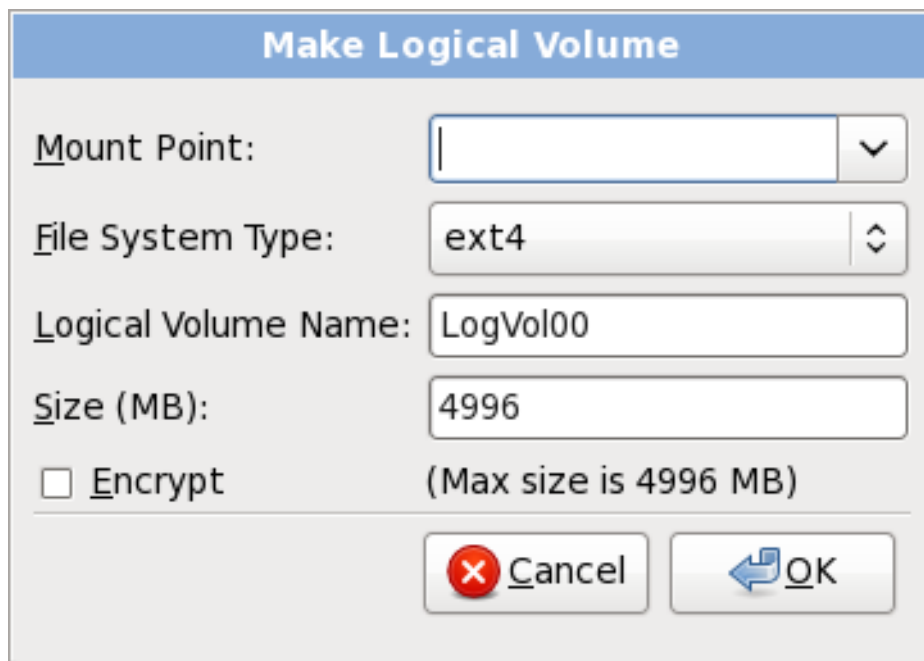 Make Logical Volume
Mount Point:
File System Type: ext4
Logical Volume Name: LogVol00
Size (MB): 4996
Encrypt (Max size is 4996 MB)
Cancel OK